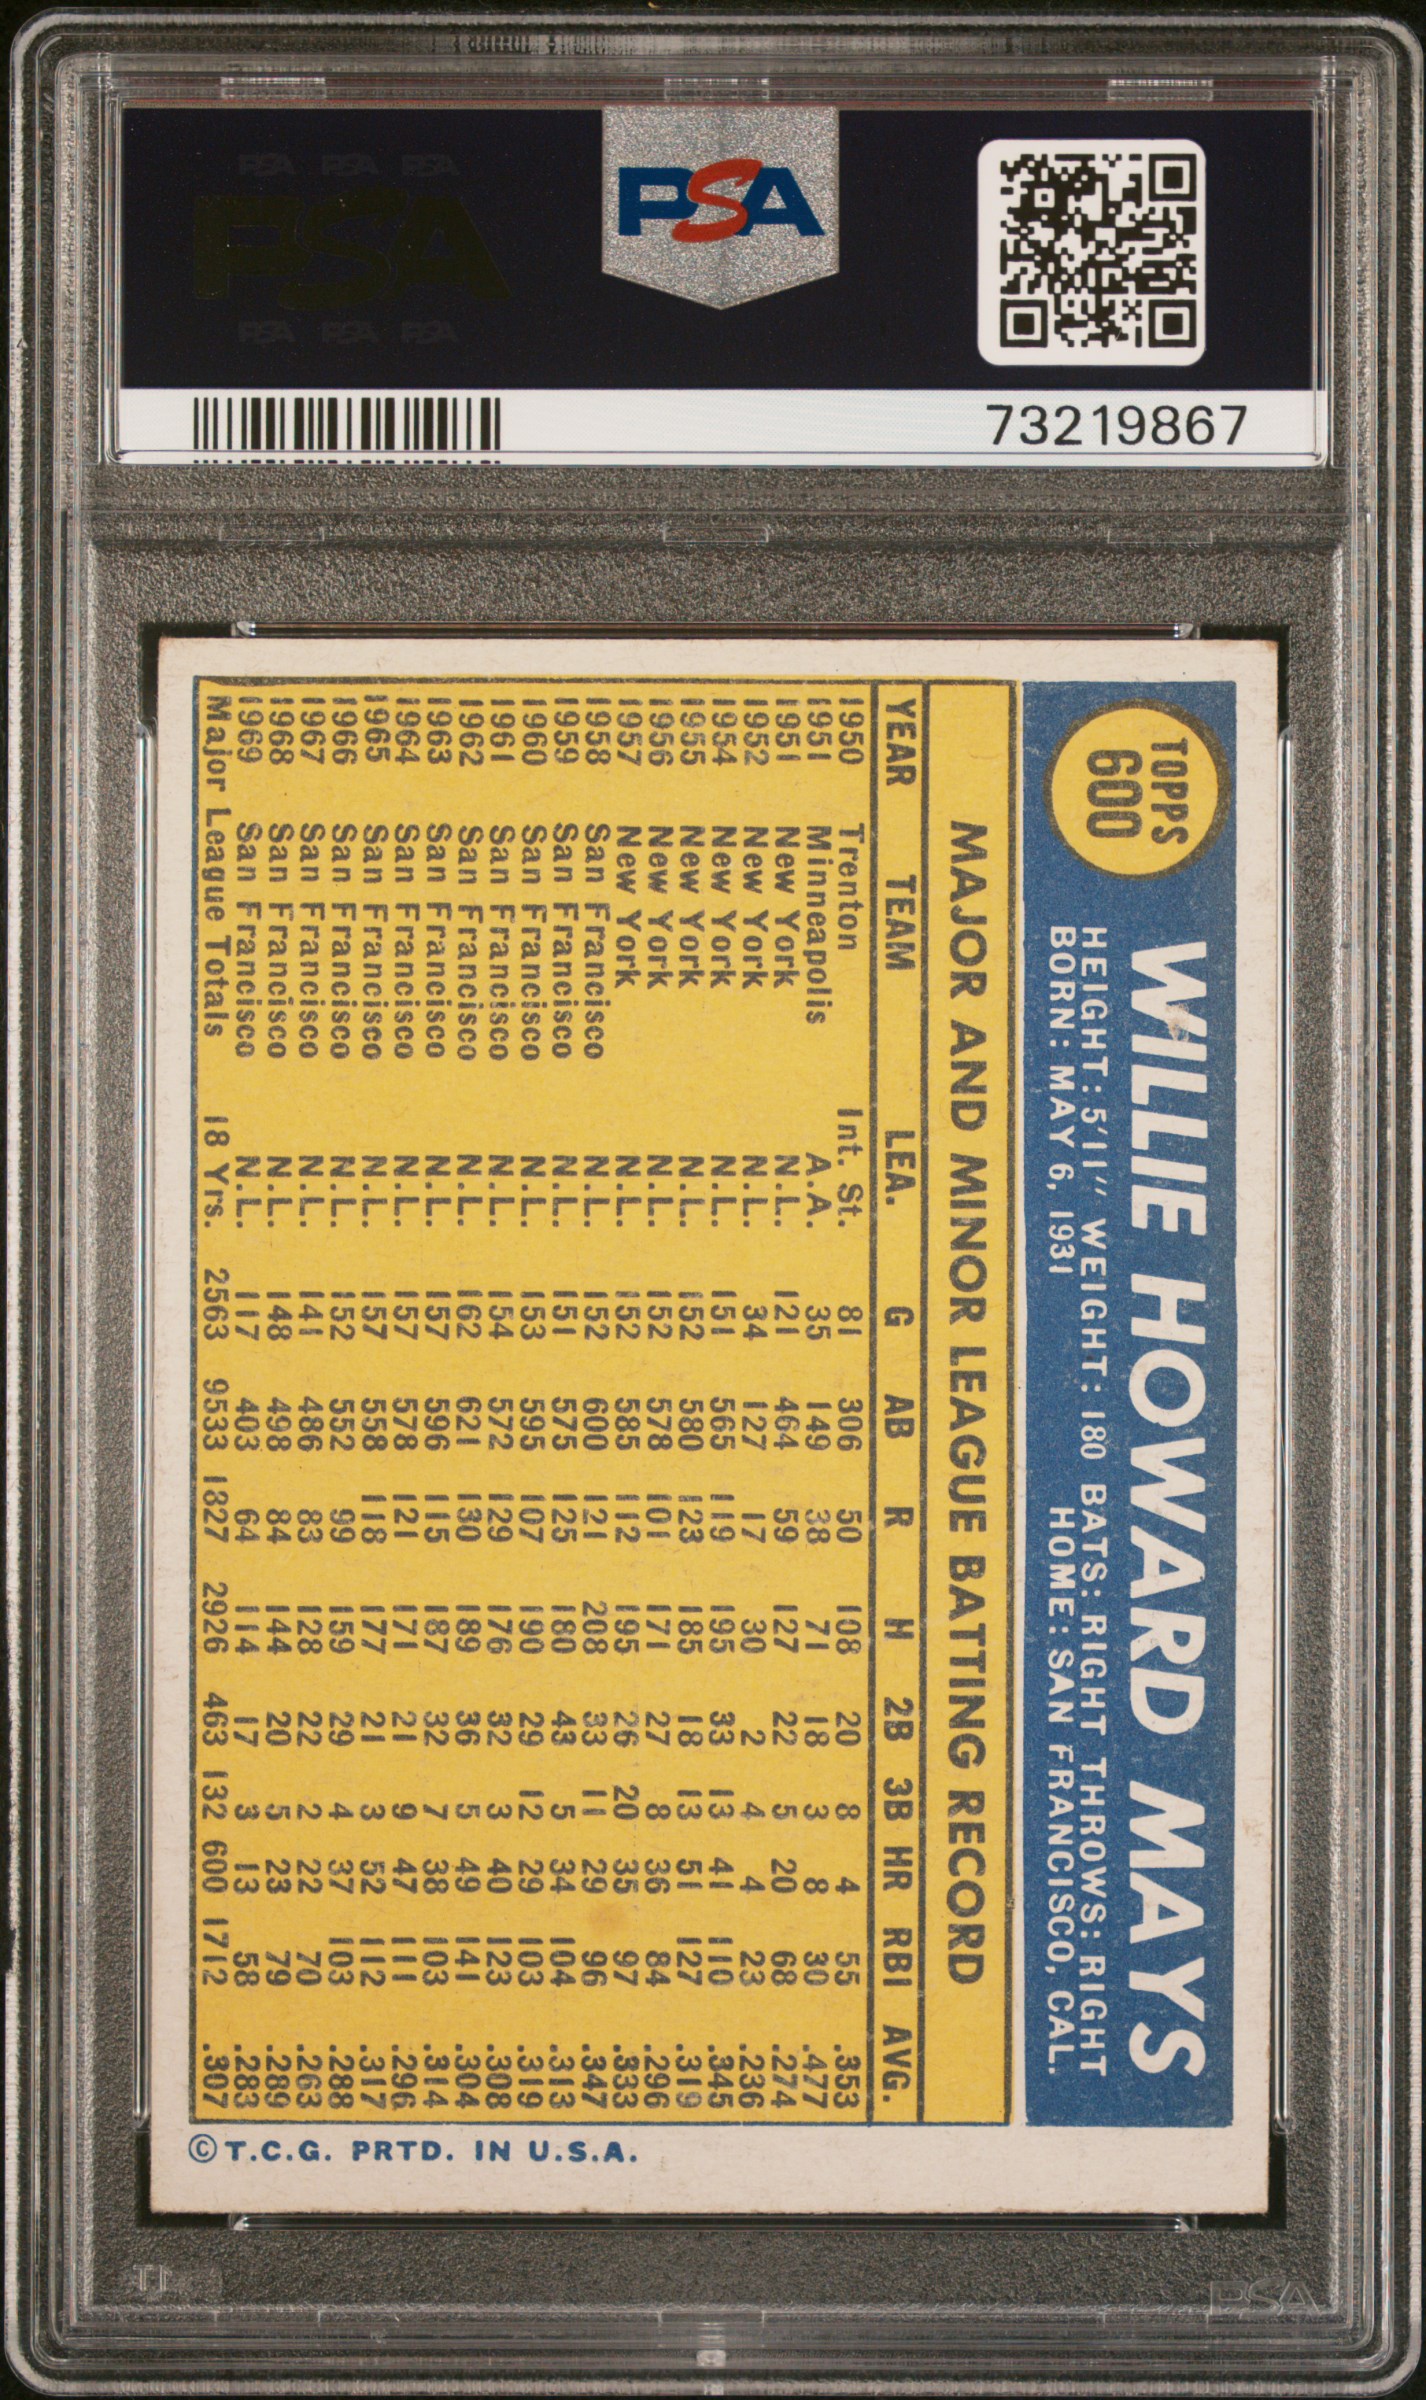 PSA PSA PSA
PSA
PSA PSA PSA
PSA
73219867
TOPPS
600
WILLIE HOWARD MAYS
HEIGHT: 5'11" WEIGHT: 180 BATS: RIGHT THROWS: RIGHT
BORN: MAY 6, 1931 HOME: SAN FRANCISCO, CAL.
MAJOR AND MINOR LEAGUE BATTING RECORD
YEAR TEAM LEA. G AB R H 2B 3B HR RBI AVG.
1950 Trenton Int. St. 81 306 50 108 20 8 4 55 .353
1951 Minneapolis A.A. 35 149 38 71 18 3 8 30 .477
1951 New York N.L. 121 464 59 127 22 5 20 68 .274
1952 New York N.L. 34 127 17 30 2 4 4 23 .236
1954 New York N.L. 151 565 119 195 33 13 41 110 .345
1955 New York N.L. 152 580 123 185 18 13 51 127 .319
1956 New York N.L. 152 578 101 171 27 8 36 84 .296
1957 New York N.L. 152 585 112 195 26 20 35 97 .333
1958 San Francisco N.L. 152 600 121 208 33 11 29 96 .347
1959 San Francisco N.L. 151 575 125 180 43 5 34 104 .313
1960 San Francisco N.L. 153 595 107 190 29 12 29 103 .319
1961 San Francisco N.L. 154 572 129 176 32 3 40 123 .308
1962 San Francisco N.L. 162 621 130 189 36 5 49 141 .304
1963 San Francisco N.L. 157 596 115 187 32 7 38 103 .314
1964 San Francisco N.L. 157 578 121 171 21 9 47 111 .296
1965 San Francisco N.L. 157 558 118 177 21 3 52 112 .317
1966 San Francisco N.L. 152 552 99 159 29 4 37 103 .288
1967 San Francisco N.L. 141 486 83 128 22 2 22 70 .263
1968 San Francisco N.L. 148 498 84 144 20 5 23 79 .289
1969 San Francisco N.L. 117 403 64 114 17 3 13 58 .283
Major League Totals 18 Yrs. 2563 9533 1827 2926 463 132 600 1712 .307
© T.C.G. PRTD. IN U.S.A.
PSA